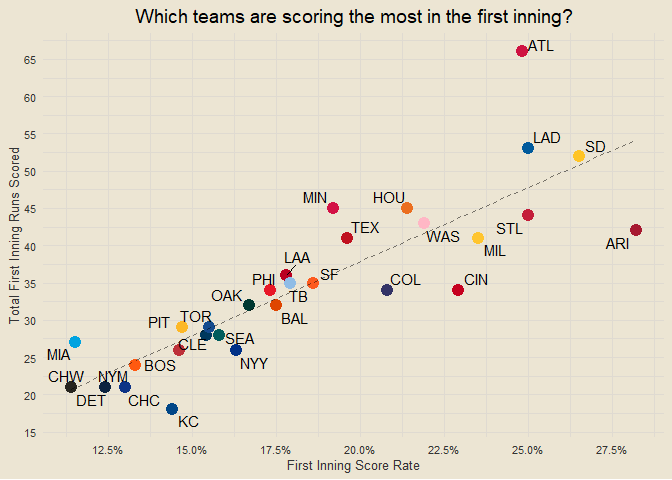 Which teams are scoring the most in the first inning?
Total First Inning Runs Scored
65
60
55
50
45
40
35
30
25
20
15
ATL
LAD
SD
MIN
HOU
TEX
WAS
STL
MIL
ARI
LAA
PHI
TB
SF
COL
CIN
OAK
BAL
PIT
TOR
CLE
SEA
NYY
MIA
BOS
CHW
NYM
DET
CHC
KC
12.5%
15.0%
17.5%
20.0%
22.5%
25.0%
27.5%
First Inning Score Rate